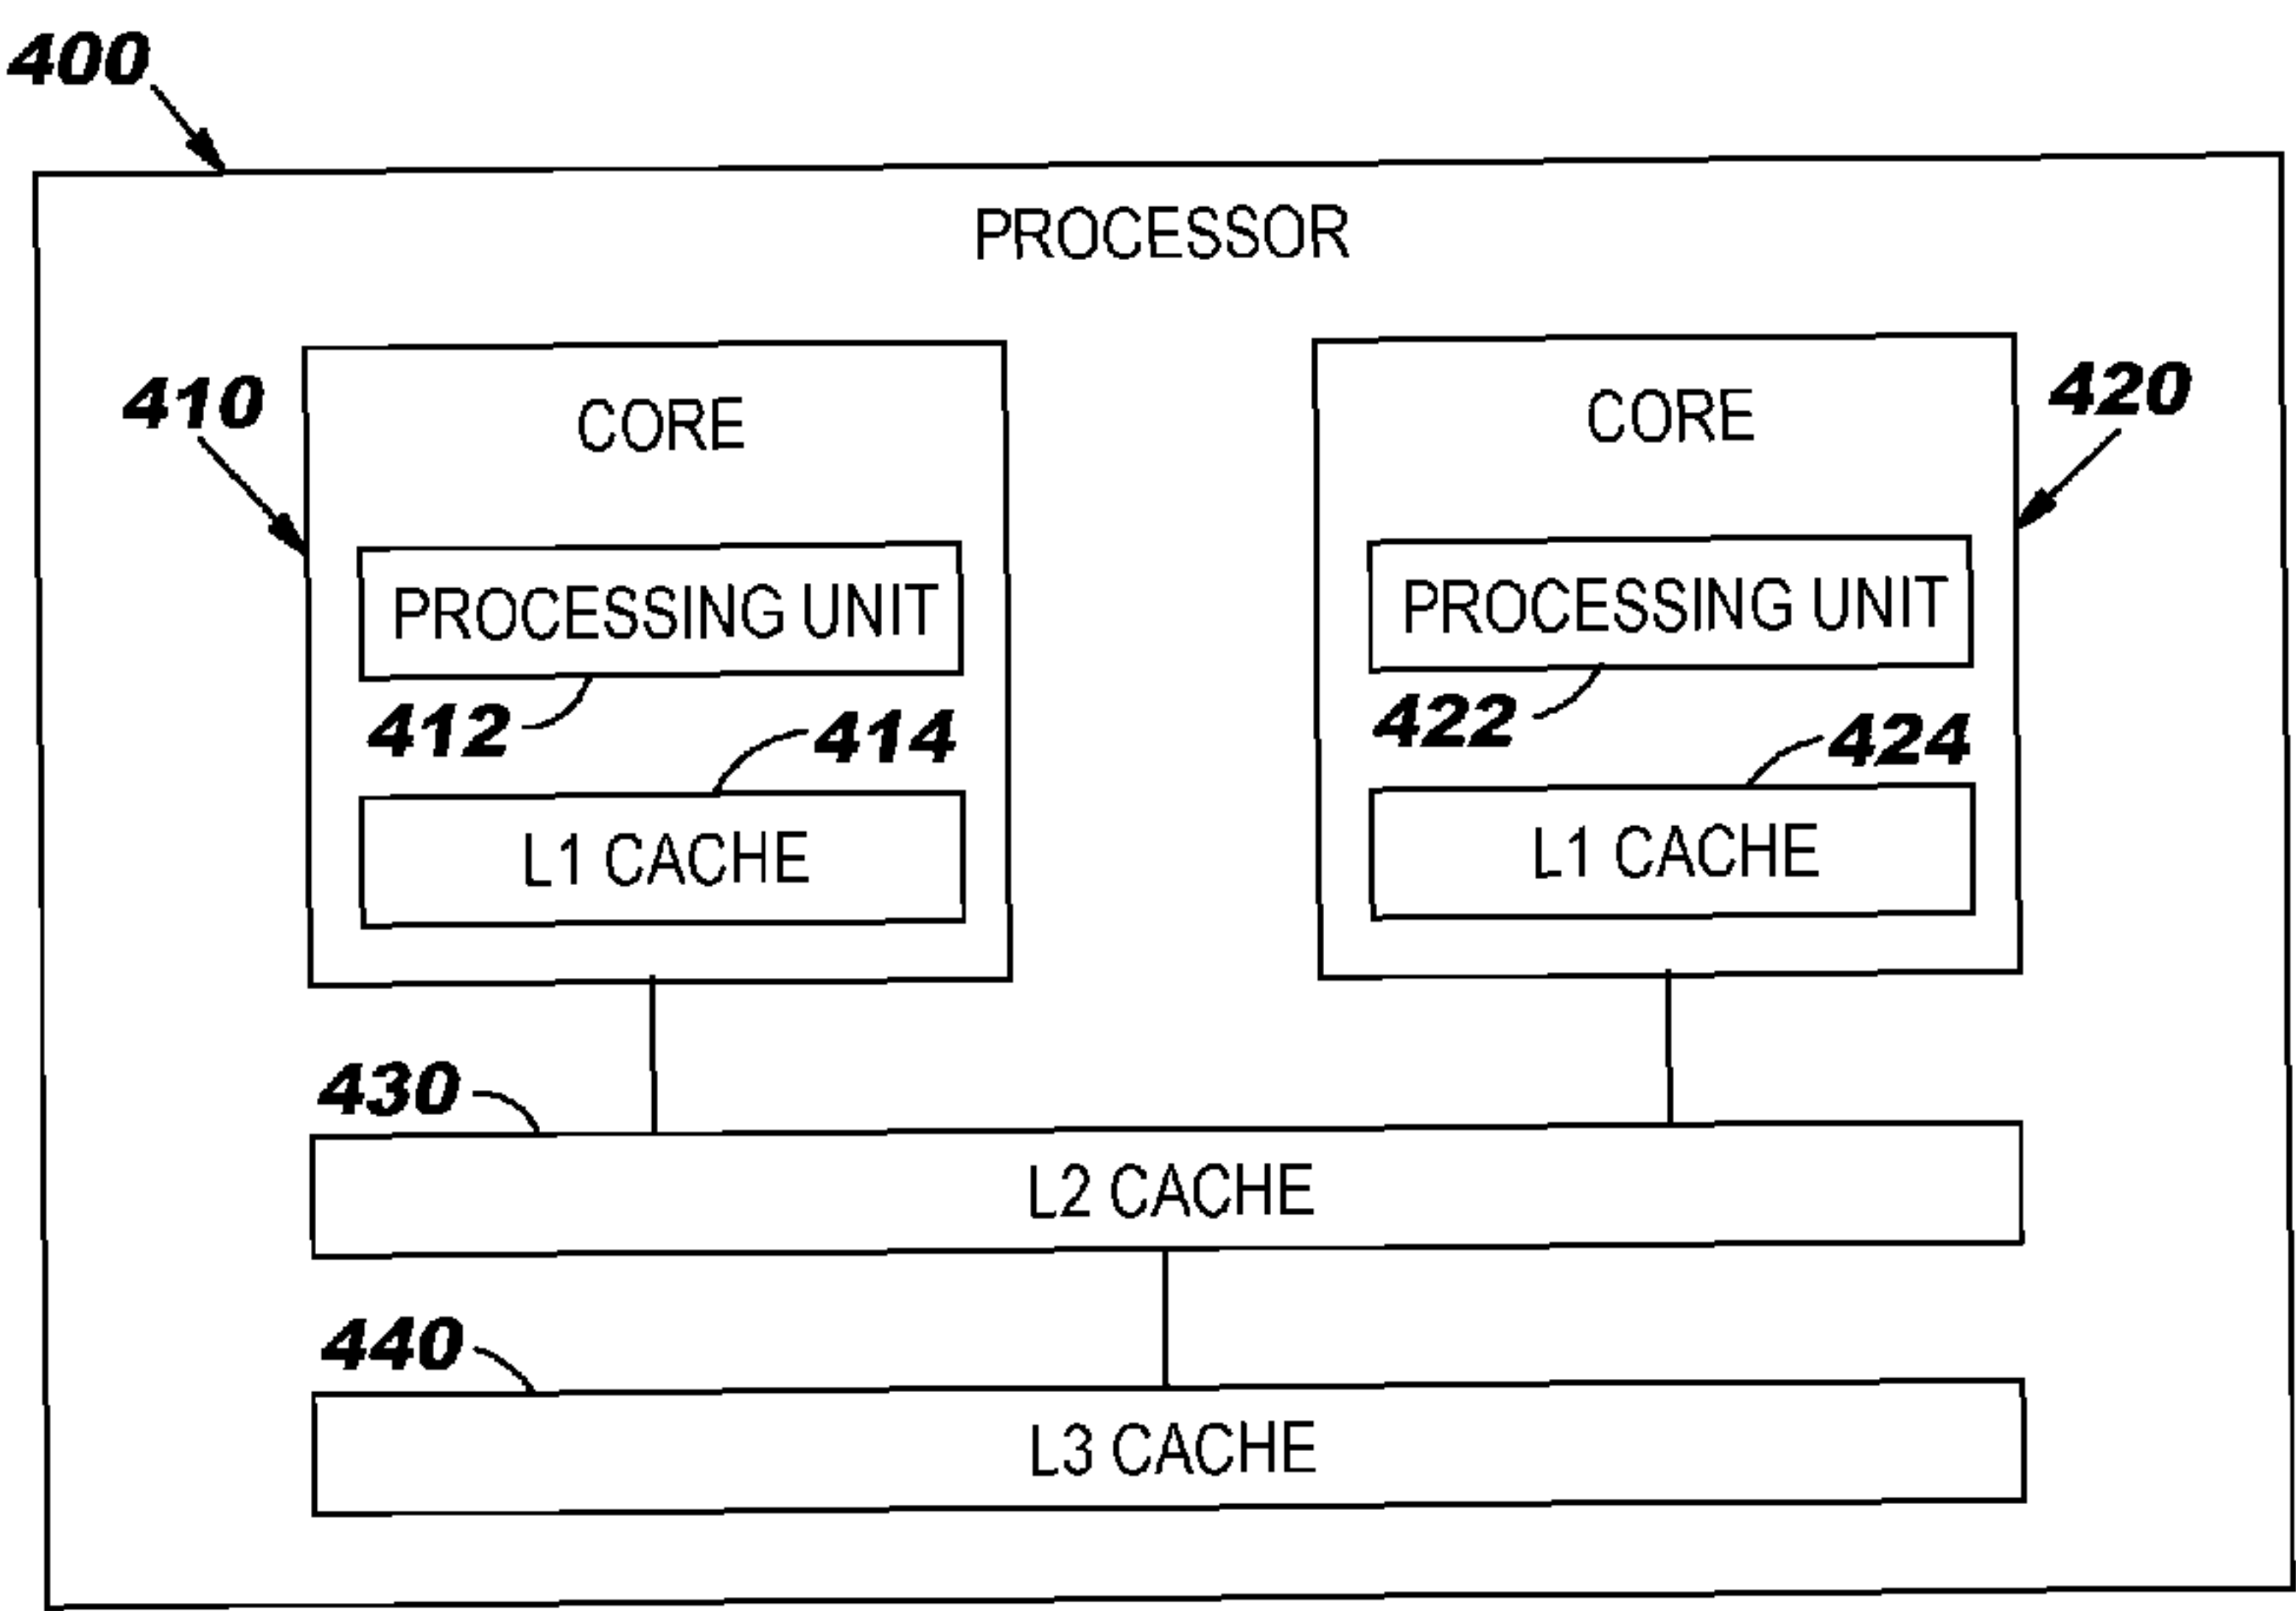 400
PROCESSOR
410
CORE
CORE
420
PROCESSING UNIT
PROCESSING UNIT
412
414
422
424
L1 CACHE
L1 CACHE
430
L2 CACHE
440
L3 CACHE